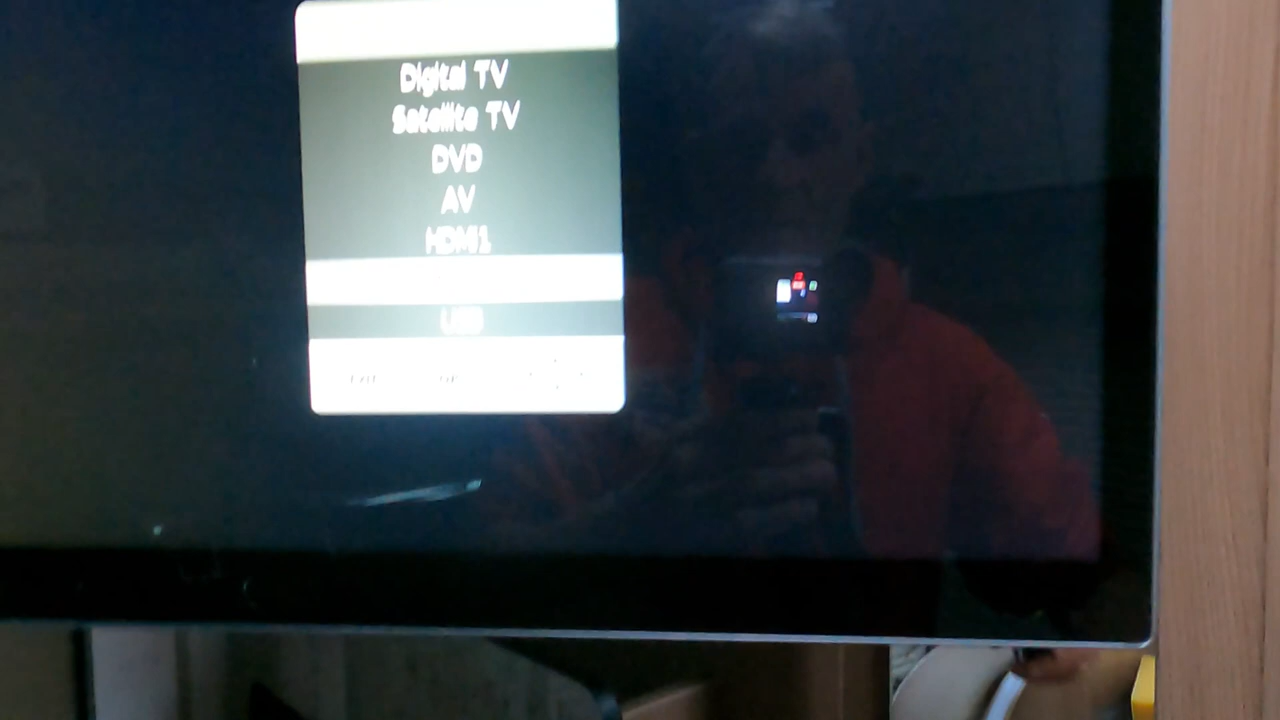 Digital TV
Satellite TV
DVD
AV
HDMI1
USB